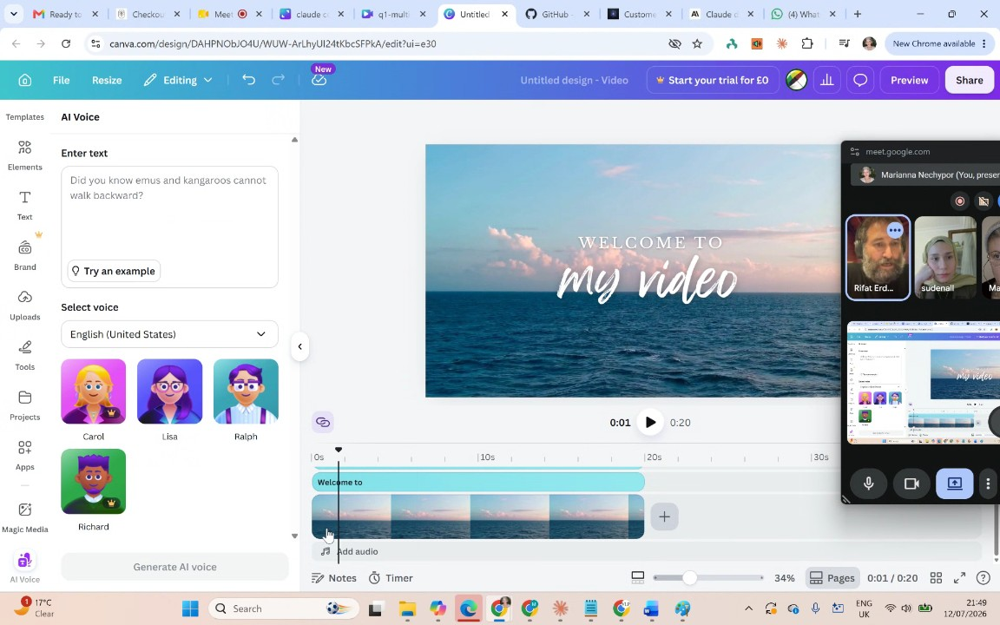 Ready to
Checkou
Meet
claude c
q1-multi
Untitled
GitHub
Custome
Claude d
(4) What
canva.com/design/DAHPNObJO4U/WUW-ArLhyUI24tKbcSFPkA/edit?ui=e30
New Chrome available
File
Resize
Editing
New
Untitled design - Video
Start your trial for £0
Preview
Share
Templates
Elements
Text
Brand
Uploads
Tools
Projects
Apps
Magic Media
AI Voice
AI Voice
Enter text
Did you know emus and kangaroos cannot
walk backward?
Try an example
Select voice
English (United States)
Carol
Lisa
Ralph
Richard
Generate AI voice
WELCOME TO
my video
meet.google.com
Marianna Nechypor (You, presen
Rifat Erd...
sudenall
Ma
my video
0:01
0:20
0s
10s
20s
30s
Welcome to
Add audio
Notes
Timer
34%
Pages
0:01 / 0:20
1
17°C
Clear
Search
ENG
UK
21:49
12/07/2026